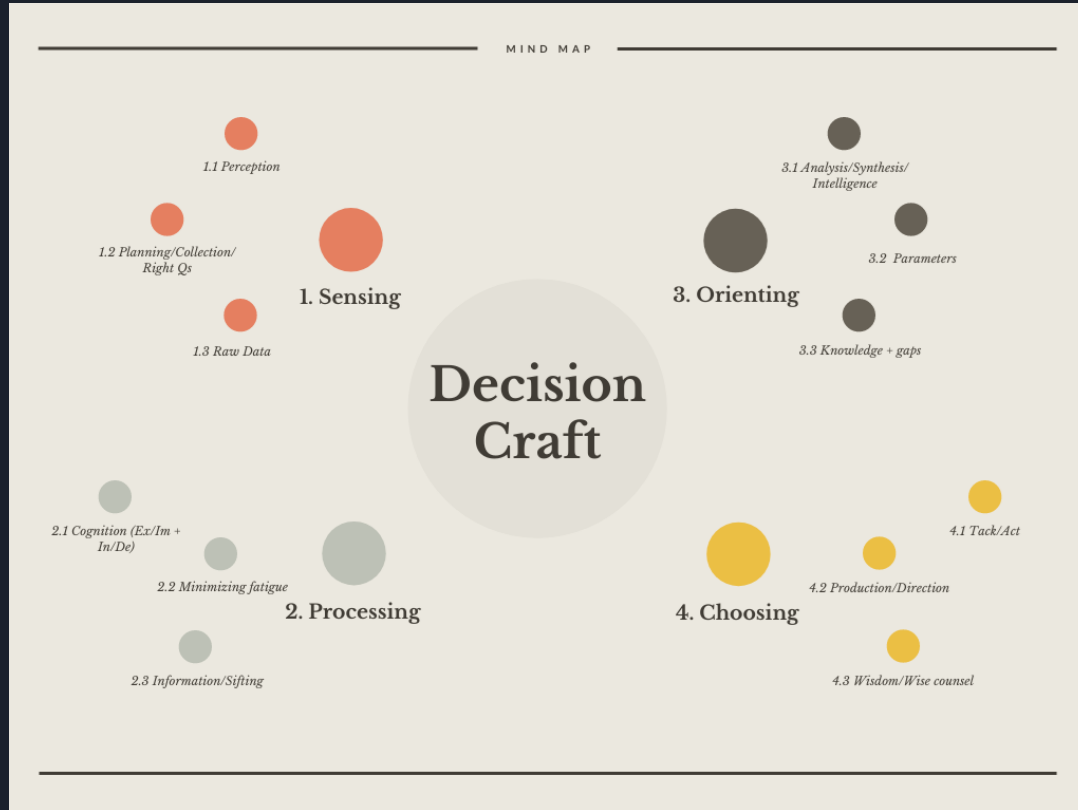 MIND MAP
1.1 Perception
1.2 Planning/Collection/
Right Qs
1. Sensing
1.3 Raw Data
3.1 Analysis/Synthesis/
Intelligence
3.2 Parameters
3. Orienting
3.3 Knowledge + gaps
Decision
Craft
2.1 Cognition (Ex/Im +
In/De)
2.2 Minimizing fatigue
2. Processing
2.3 Information/Sifting
4.1 Tack/Act
4.2 Production/Direction
4. Choosing
4.3 Wisdom/Wise counsel